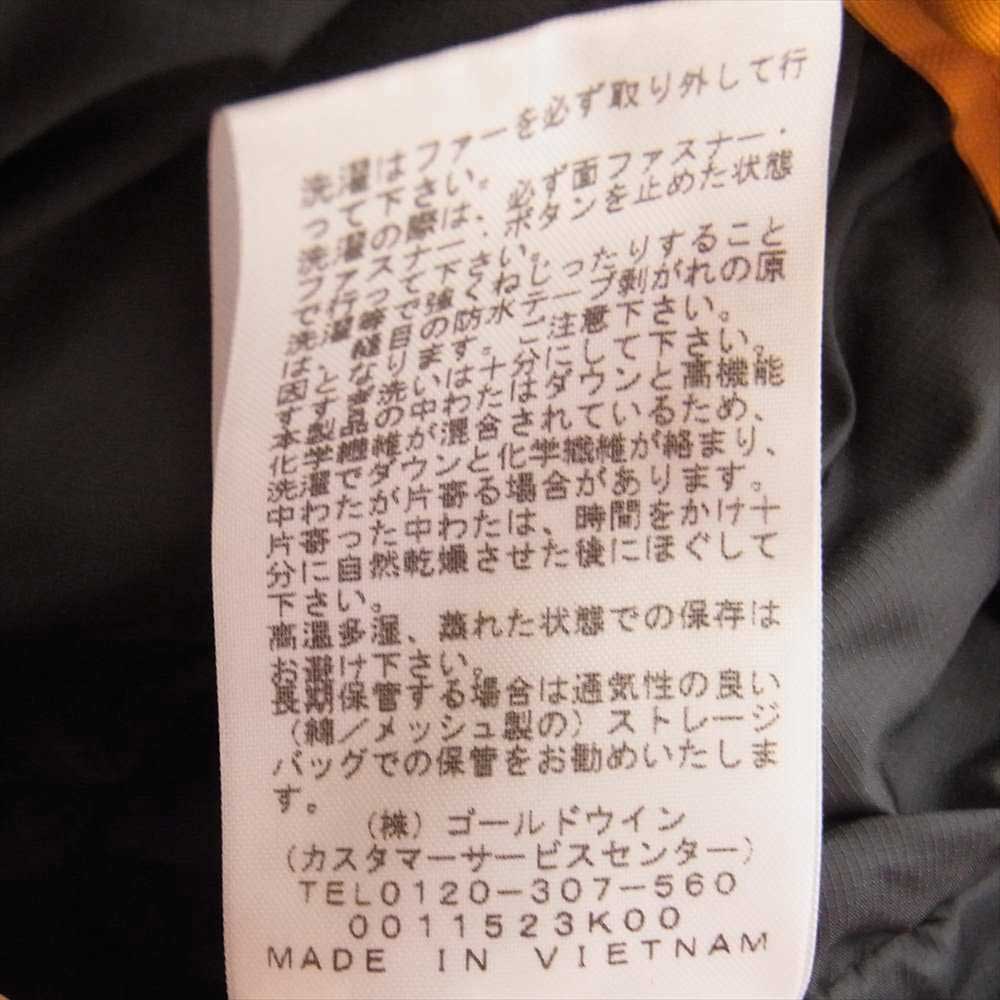 洗濯はファーを必ず取り外して行
って下さい。
洗濯の際は、必ず面ファスナー・
ファスナー、ボタンを止めた状態
で行って下さい。
洗濯等で強くねじったりすること
は、縫目の防水テープ剥がれの原
因となります。ご注意下さい。
すすぎ洗いは十分にして下さい。
本製品の中わたはダウンと高機能
化学繊維が混合されているため、
洗濯でダウンと化学繊維が絡まり、
中わたが片寄る場合があります。
片寄った中わたは、時間をかけ十
分に自然乾燥させた後にほぐして
下さい。
高温多湿、蒸れた状態での保存は
お避け下さい。
長期保管する場合は通気性の良い
（綿／メッシュ製の）ストレージ
バッグでの保管をお勧めいたしま
す。
（株）ゴールドウイン
（カスタマーサービスセンター）
TEL0120-307-560
0011523K00
MADE IN VIETNAM